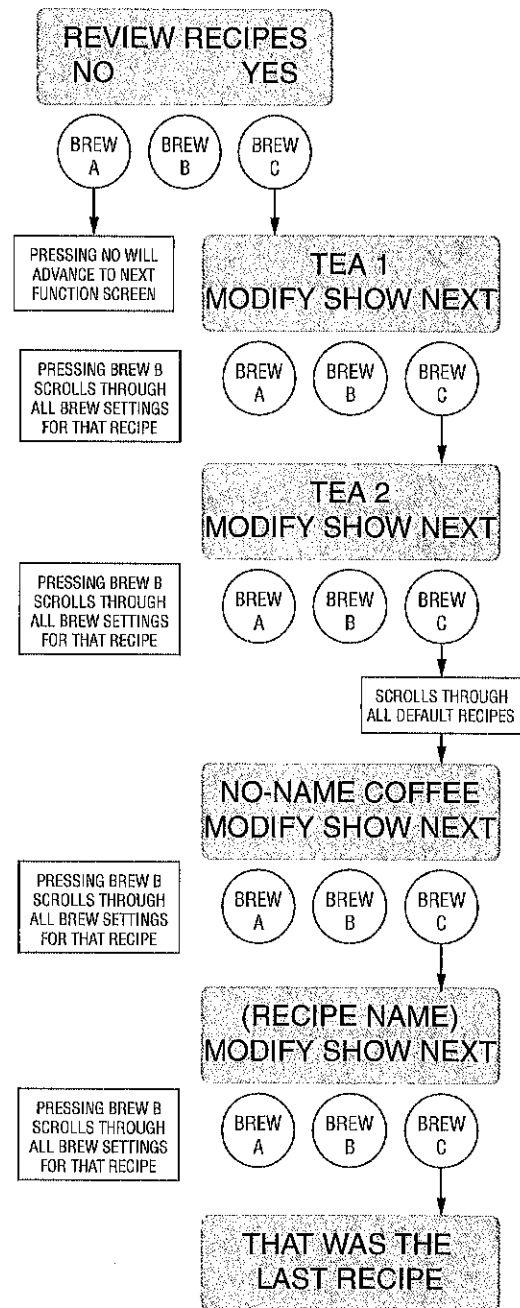 REVIEW RECIPES
NO YES
BREW
A
BREW
B
BREW
C
PRESSING NO WILL
ADVANCE TO NEXT
FUNCTION SCREEN
TEA 1
MODIFY SHOW NEXT
PRESSING BREW B
SCROLLS THROUGH
ALL BREW SETTINGS
FOR THAT RECIPE
BREW
A
BREW
B
BREW
C
TEA 2
MODIFY SHOW NEXT
PRESSING BREW B
SCROLLS THROUGH
ALL BREW SETTINGS
FOR THAT RECIPE
BREW
A
BREW
B
BREW
C
SCROLLS THROUGH
ALL DEFAULT RECIPES
NO-NAME COFFEE
MODIFY SHOW NEXT
PRESSING BREW B
SCROLLS THROUGH
ALL BREW SETTINGS
FOR THAT RECIPE
BREW
A
BREW
B
BREW
C
(RECIPE NAME)
MODIFY SHOW NEXT
PRESSING BREW B
SCROLLS THROUGH
ALL BREW SETTINGS
FOR THAT RECIPE
BREW
A
BREW
B
BREW
C
THAT WAS THE
LAST RECIPE